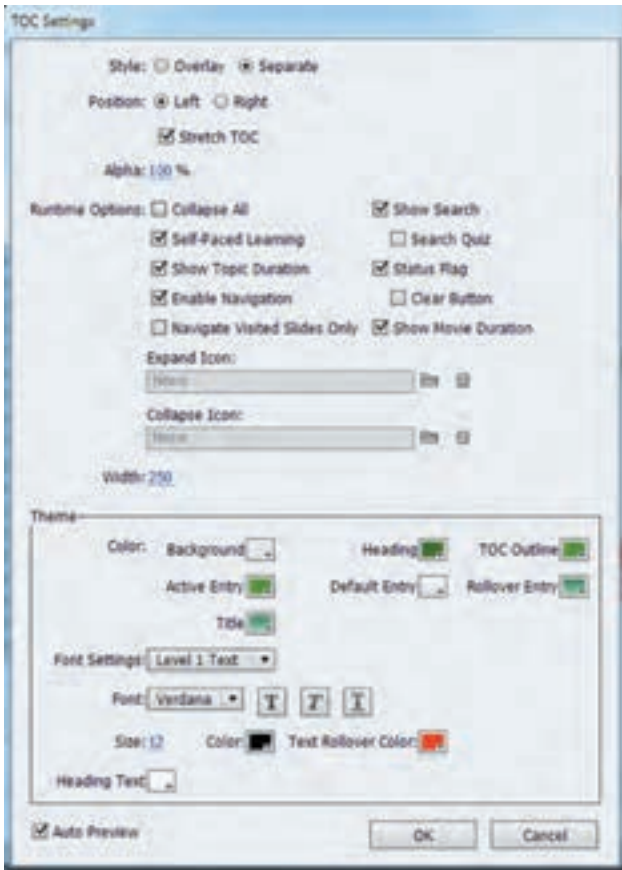 TOC Settings
Style: Overlay Separate
Position: Left Right
Stretch TOC
Alpha: 100 %
Runtime Options: Collapse All Show Search
Self-Paced Learning Search Quiz
Show Topic Duration Status Flag
Enable Navigation Clear Button
Navigate Visited Slides Only Show Movie Duration
Expand Icon:
None
Collapse Icon:
None
Width: 250
Theme
Color: Background Heading TOC Outline
Active Entry Default Entry Rollover Entry
Title
Font Settings: Level 1 Text
Font: Verdana T T T
Size: 12 Color: Text Rollover Color:
Heading Text
Auto Preview OK Cancel